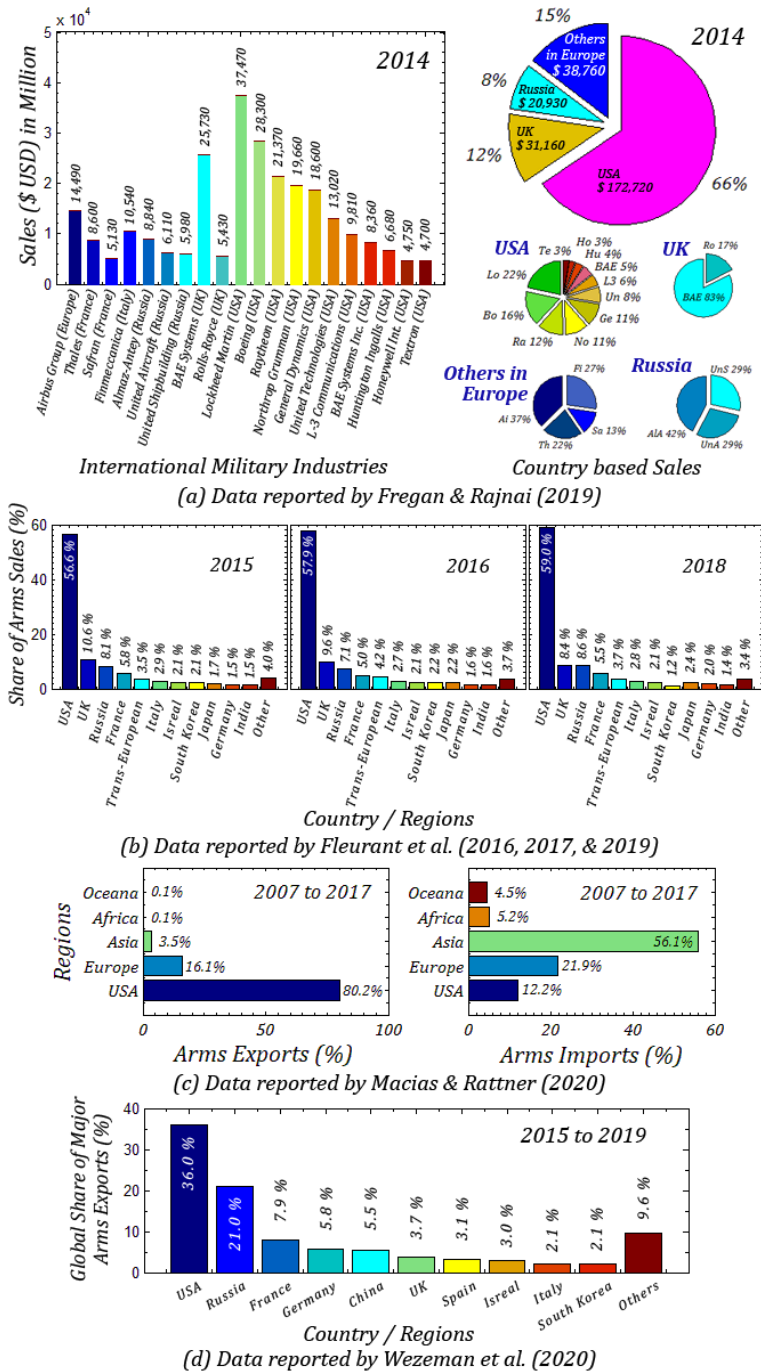 × 10⁴
5
4
3
2
1
0
Sales ($ USD) in Million
2014
14,490
8,600
5,130
10,540
8,840
6,110
5,980
25,730
5,430
37,470
28,300
21,370
19,660
18,600
13,020
9,810
8,360
6,680
4,750
4,700
Airbus Group (Europe)
Thales (France)
Safran (France)
Finmeccanica (Italy)
Almaz-Antey (Russia)
United Aircraft (Russia)
United Shipbuilding (Russia)
BAE Systems (UK)
Rolls-Royce (UK)
Lockheed Martin (USA)
Boeing (USA)
Raytheon (USA)
Northrop Grumman (USA)
General Dynamics (USA)
United Technologies (USA)
L-3 Communications (USA)
BAE Systems Inc. (USA)
Huntington Ingalls (USA)
Honeywell Int. (USA)
Textron (USA)
International Military Industries
2014
15%
Others
in Europe
$ 38,760
8%
Russia
$ 20,930
12%
UK
$ 31,160
USA
$ 172,720
66%
USA
Te 3%
Ho 3%
Hu 4%
BAE 5%
L3 6%
Un 8%
Ge 11%
No 11%
Ra 12%
Bo 16%
Lo 22%
UK
Ro 17%
BAE 83%
Others in
Europe
Fi 27%
Sa 13%
Th 22%
Ai 37%
Russia
UnS 29%
UnA 29%
AlA 42%
Country based Sales
(a) Data reported by Fregan & Rajnai (2019)
Share of Arms Sales (%)
60
40
20
0
2015
56.6 %
10.6 %
8.1 %
5.8 %
3.5 %
2.9 %
2.1 %
2.1 %
1.7 %
1.5 %
1.5 %
4.0 %
USA
UK
Russia
France
Trans-European
Italy
Isreal
South Korea
Japan
Germany
India
Other
2016
57.9 %
9.6 %
7.1 %
5.0 %
4.2 %
2.7 %
2.1 %
2.2 %
2.2 %
1.6 %
1.6 %
3.7 %
USA
UK
Russia
France
Trans-European
Italy
Isreal
South Korea
Japan
Germany
India
Other
2018
59.0 %
8.4 %
8.6 %
5.5 %
3.7 %
2.8 %
2.1 %
1.2 %
2.4 %
2.0 %
1.4 %
3.4 %
USA
UK
Russia
France
Trans-European
Italy
Isreal
South Korea
Japan
Germany
India
Other
Country / Regions
(b) Data reported by Fleurant et al. (2016, 2017, & 2019)
Regions
2007 to 2017
Oceana
0.1%
Africa
0.1%
Asia
3.5%
Europe
16.1%
USA
80.2%
0
50
100
Arms Exports (%)
2007 to 2017
Oceana
4.5%
Africa
5.2%
Asia
56.1%
Europe
21.9%
USA
12.2%
0
20
40
60
Arms Imports (%)
(c) Data reported by Macias & Rattner (2020)
Global Share of Major
Arms Exports (%)
40
30
20
10
0
2015 to 2019
36.0 %
21.0 %
7.9 %
5.8 %
5.5 %
3.7 %
3.1 %
3.0 %
2.1 %
2.1 %
9.6 %
USA
Russia
France
Germany
China
UK
Spain
Isreal
Italy
South Korea
Others
Country / Regions
(d) Data reported by Wezeman et al. (2020)